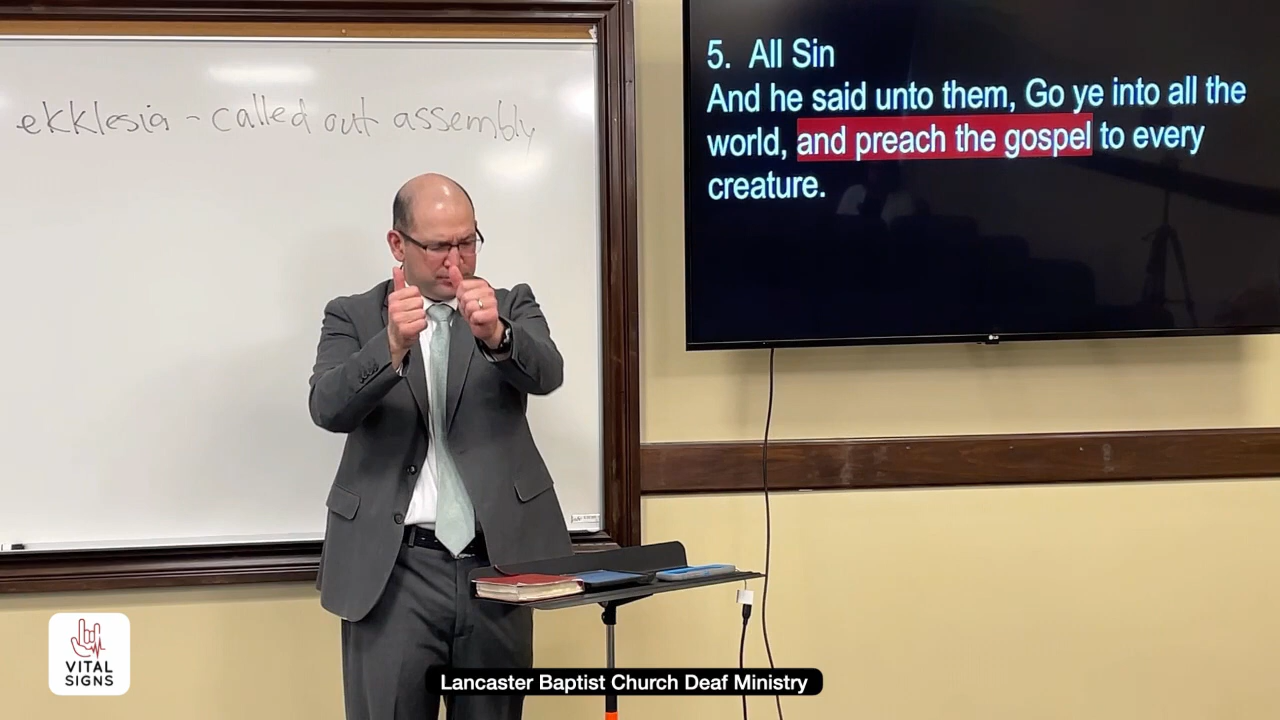 ekklesia - called out assembly
5. All Sin
And he said unto them, Go ye into all the
world, and preach the gospel to every
creature.
LG
VITAL
SIGNS
Lancaster Baptist Church Deaf Ministry